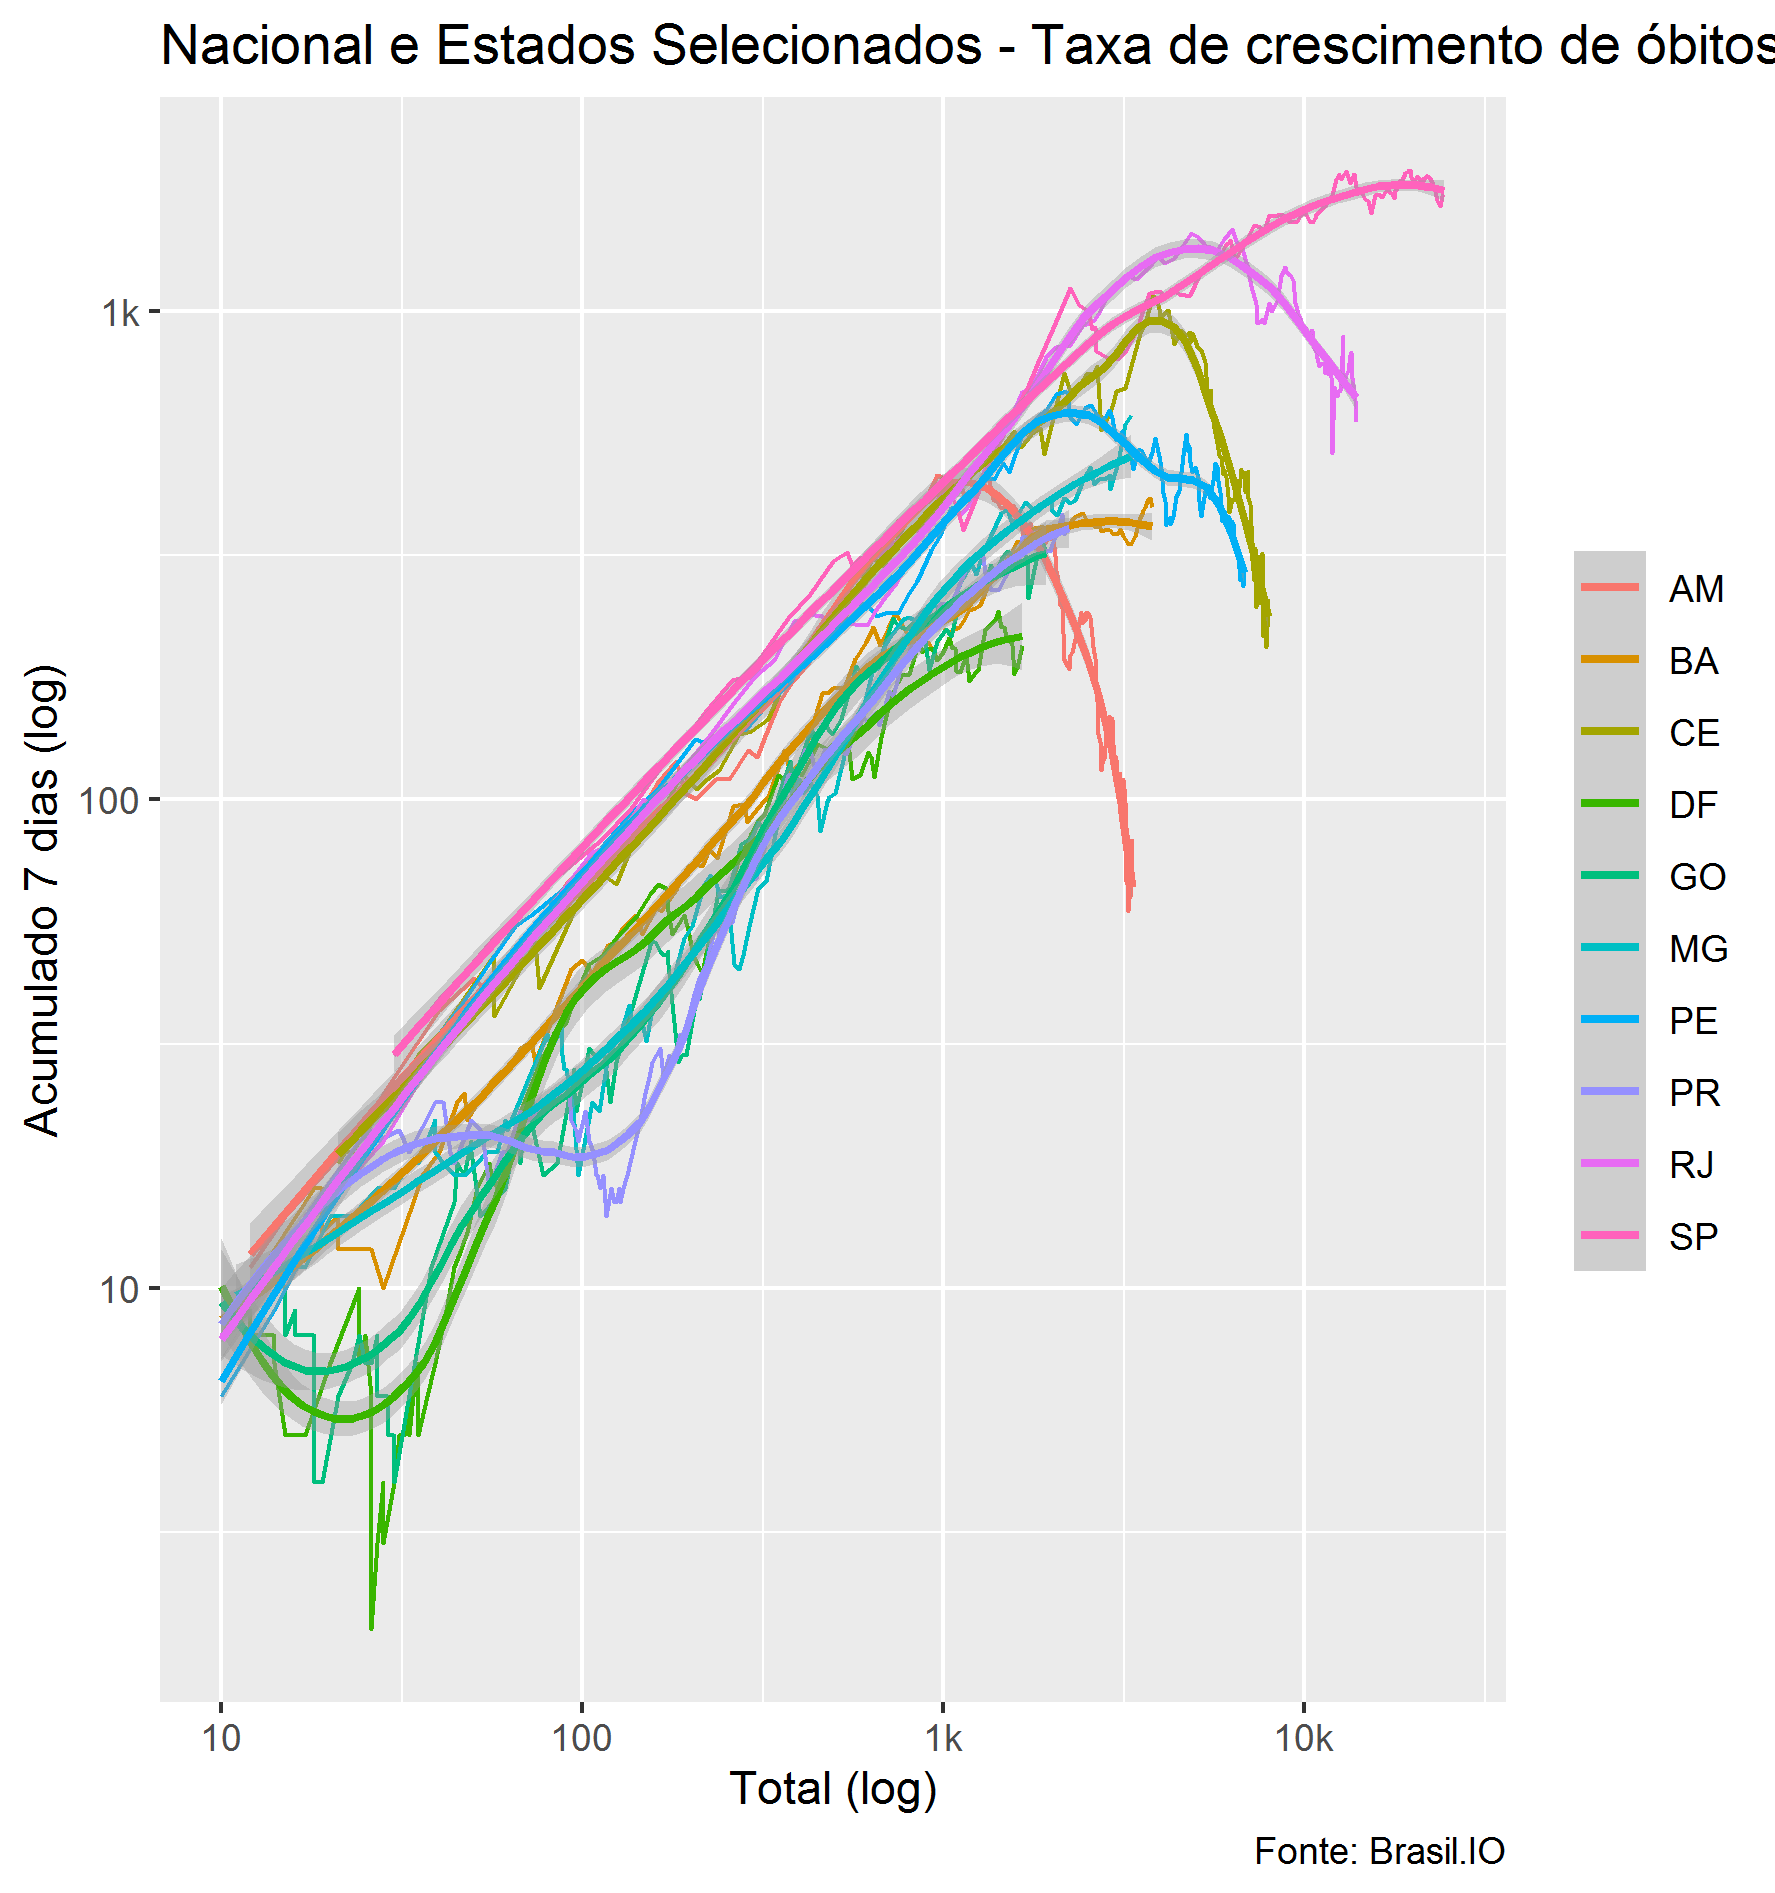 Nacional e Estados Selecionados - Taxa de crescimento de óbitos
Acumulado 7 dias (log)
1k
100
10
10
100
1k
10k
Total (log)
AM
BA
CE
DF
GO
MG
PE
PR
RJ
SP
Fonte: Brasil.IO